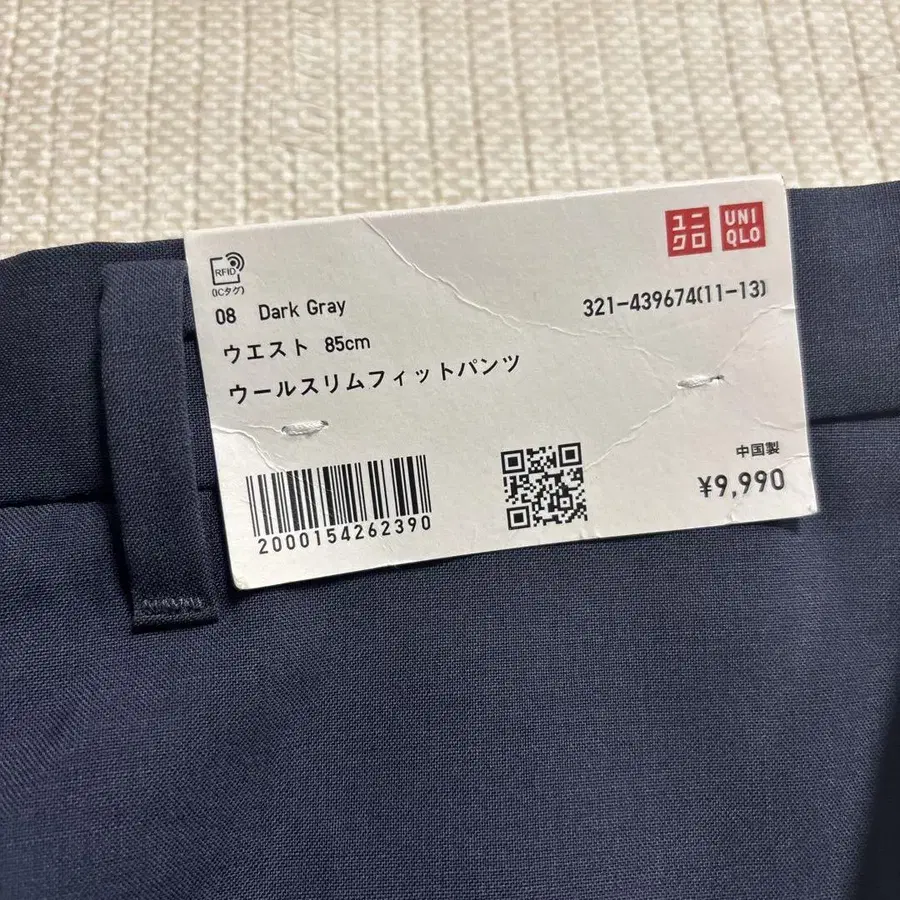 ユニクロ
UNIQLO
RFID
(ICタグ)
08 Dark Gray
321-439674(11-13)
ウエスト 85cm
ウールスリムフィットパンツ
中国製
¥9,990
2000154262390